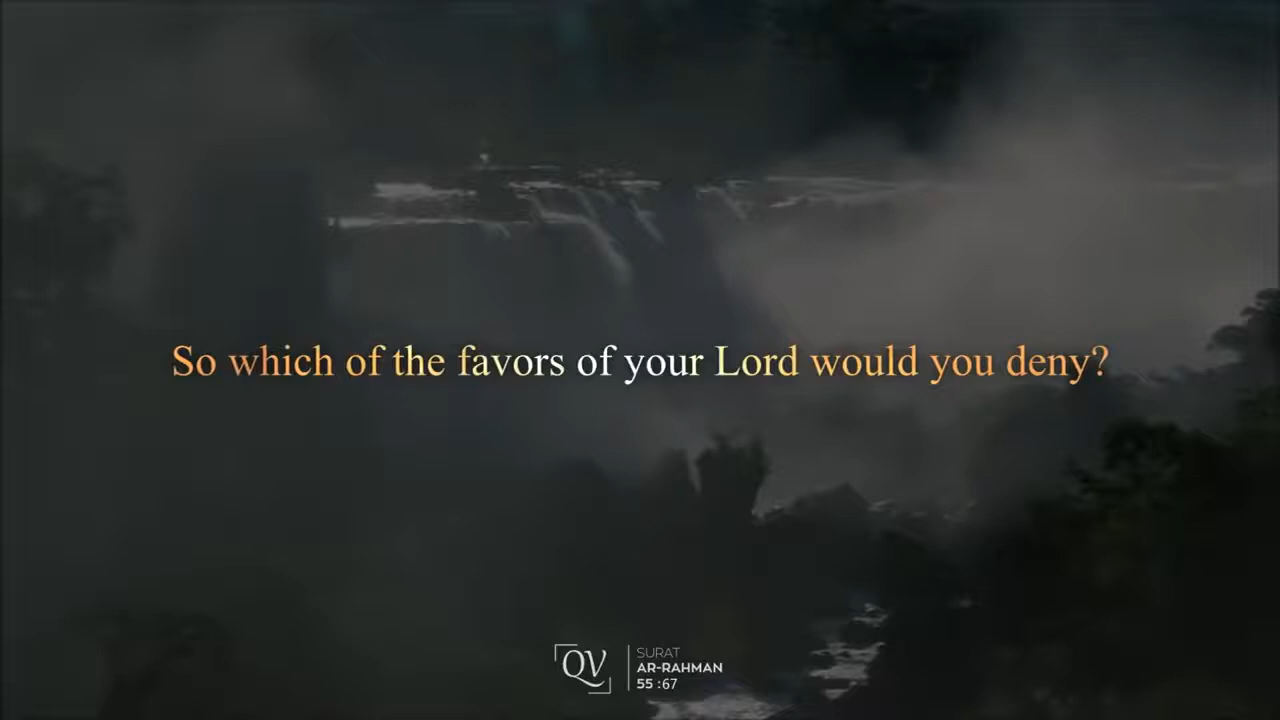 So which of the favors of your Lord would you deny?
QV
SURAT
AR-RAHMAN
55 :67